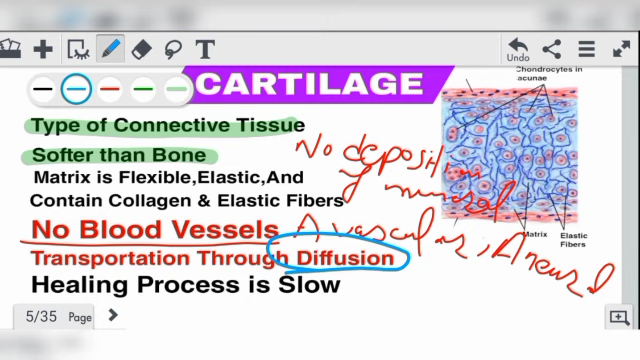 Undo
T
CARTILAGE
Chondrocytes in
Lacunae
Type of Connective Tissue
Softer than Bone
No deposition
of mineral
Matrix is Flexible,Elastic,And
Contain Collagen & Elastic Fibers
No Blood Vessels
Avascular, Aneural
Matrix
Elastic
Fibers
Transportation Through Diffusion
Healing Process is Slow
5/35 Page